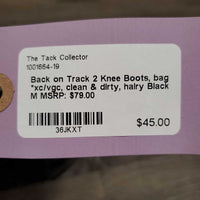 The Tack Collector
1001664-19
Back on Track 2 Knee Boots, bag
*xc/vgc, clean & dirty, hairy Black
M MSRP: $79.00
36JKXT
$45.00